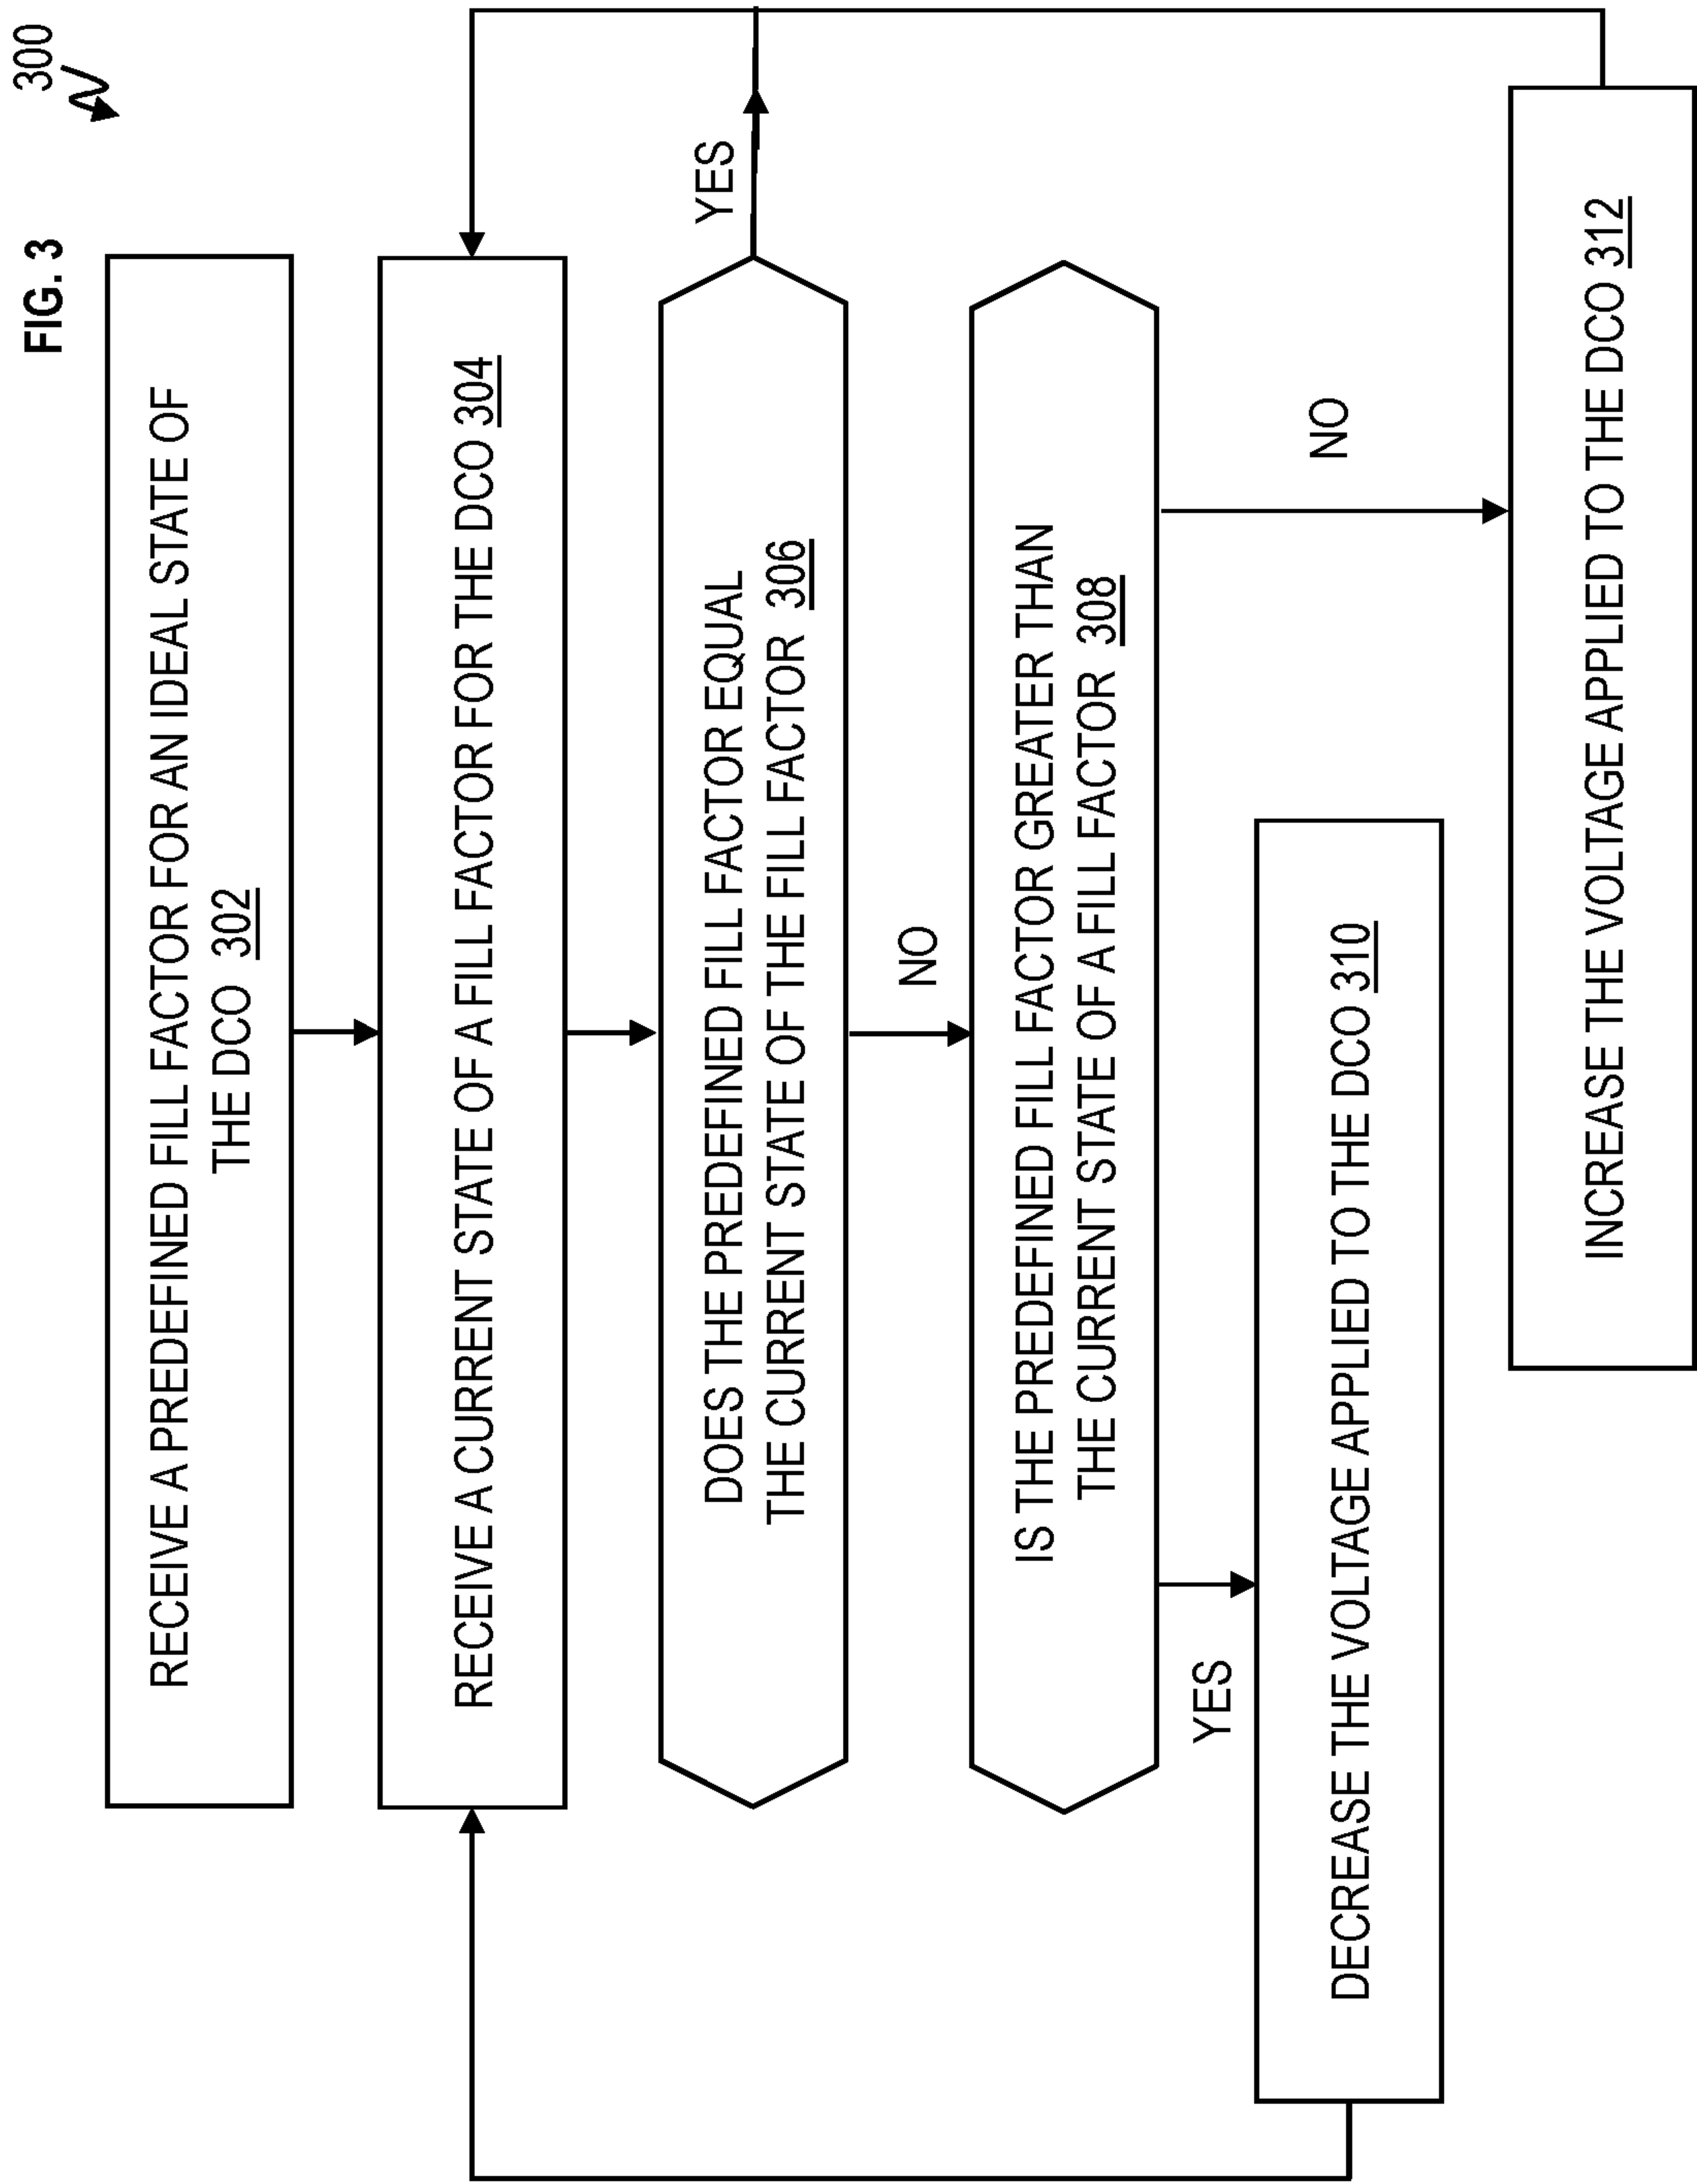 300
FIG. 3
RECEIVE A PREDEFINED FILL FACTOR FOR AN IDEAL STATE OF
THE DCO 302
RECEIVE A CURRENT STATE OF A FILL FACTOR FOR THE DCO 304
DOES THE PREDEFINED FILL FACTOR EQUAL
THE CURRENT STATE OF THE FILL FACTOR 306
YES
NO
IS THE PREDEFINED FILL FACTOR GREATER THAN
THE CURRENT STATE OF A FILL FACTOR 308
YES
NO
DECREASE THE VOLTAGE APPLIED TO THE DCO 310
INCREASE THE VOLTAGE APPLIED TO THE DCO 312